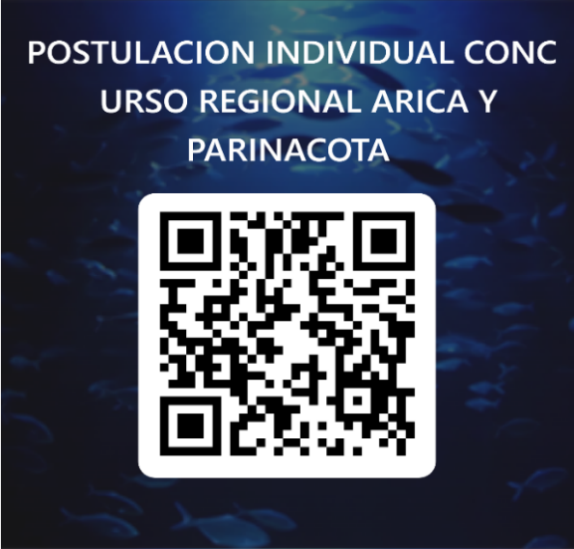 POSTULACION INDIVIDUAL CONC
URSO REGIONAL ARICA Y
PARINACOTA